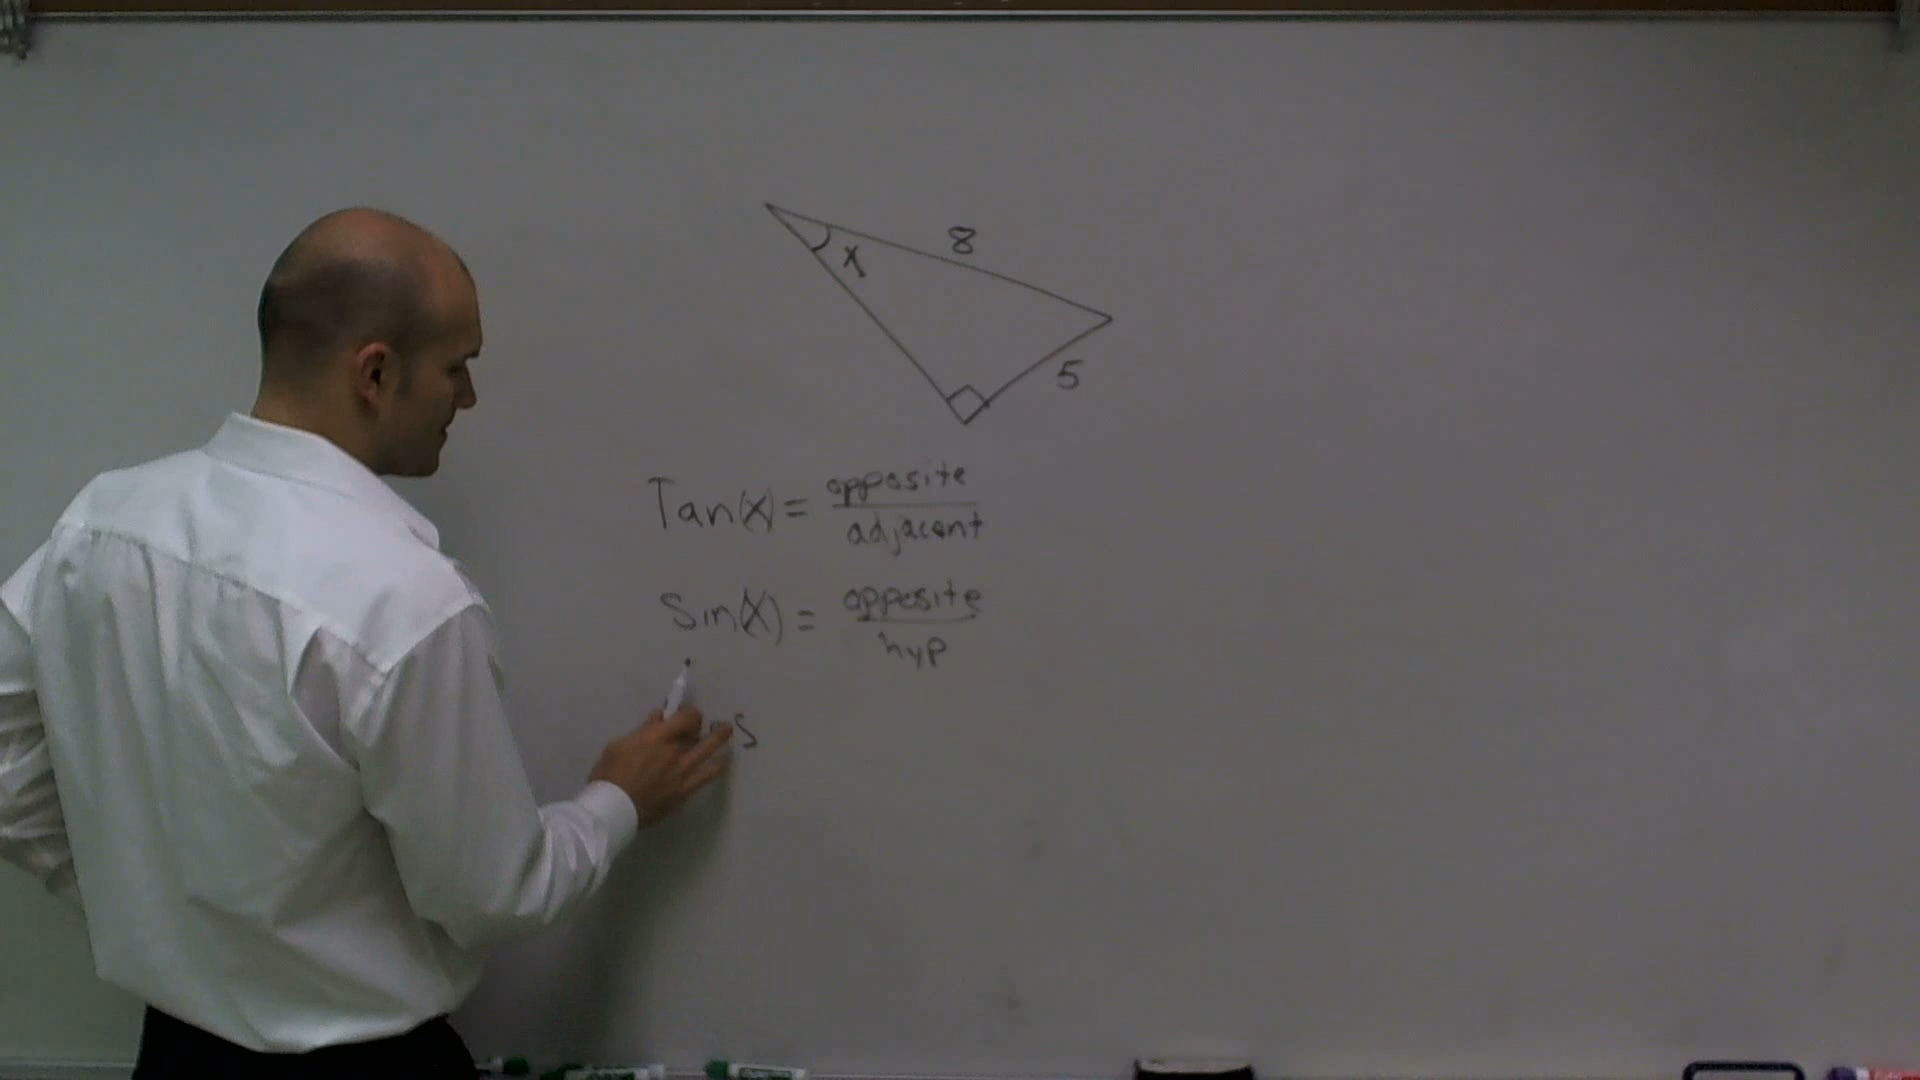 8
x
5
Tan(x) = opposite
adjacent
Sin(x) = opposite
hyp